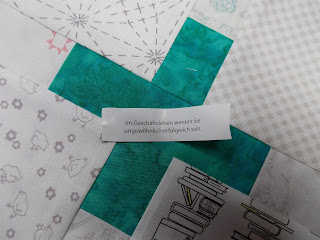 Im Geschäftsleben werden Sie
ungewöhnlich erfolgreich sein.